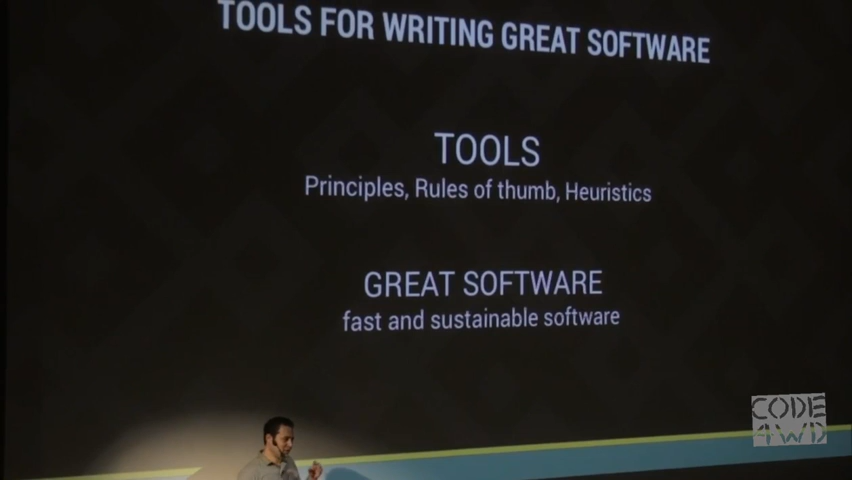 TOOLS FOR WRITING GREAT SOFTWARE
TOOLS
Principles, Rules of thumb, Heuristics
GREAT SOFTWARE
fast and sustainable software
CODE
4WD